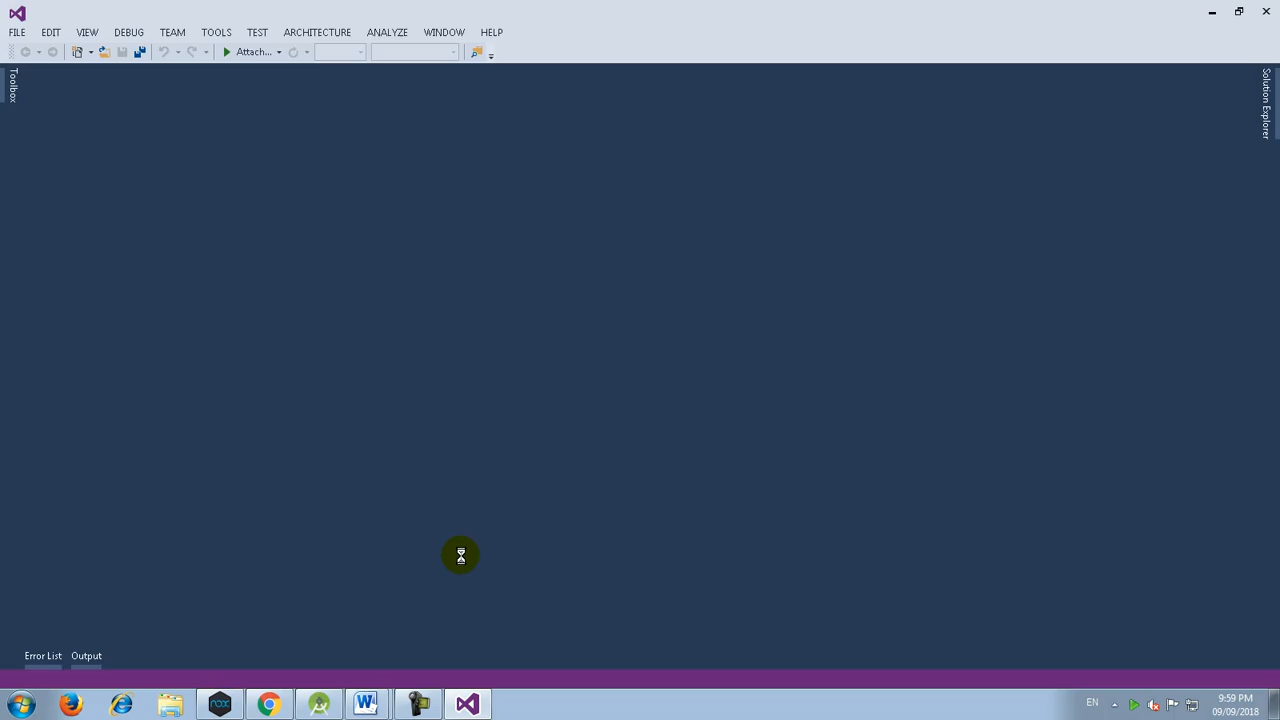 FILE EDIT VIEW DEBUG TEAM TOOLS TEST ARCHITECTURE ANALYZE WINDOW HELP
Attach...
Toolbox
Solution Explorer
Error List Output
nox
W
EN
9:59 PM
09/09/2018